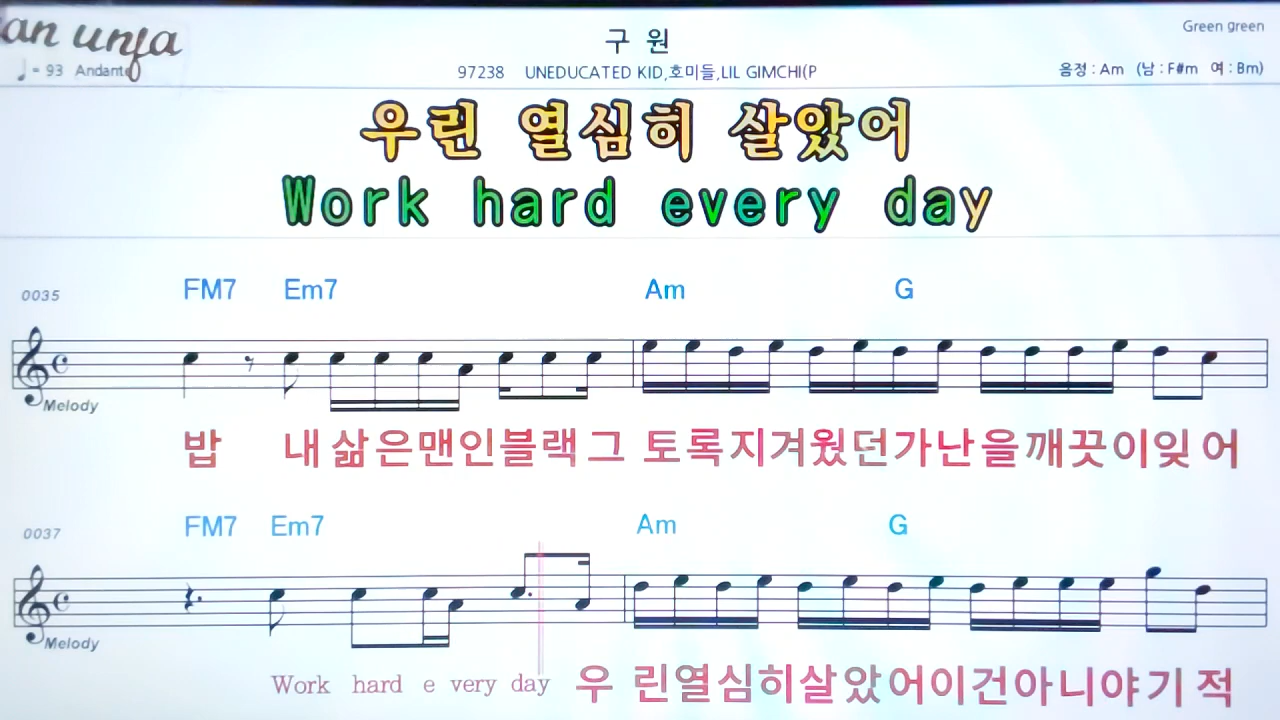 an unfa
구 원
Green green
♩= 93 Andante
97238 UNEDUCATED KID,호미들,LIL GIMCHI(P
음정 : Am (남 : F#m 여 : Bm)
우린 열심히 살았어
Work hard every day
0035 FM7 Em7 Am G
Melody
밥 내삶은맨인블랙그 토록지겨웠던가난을깨끗이잊어
0037 FM7 Em7 Am G
Melody
Work hard e very day 우 린열심히살았어이건아니야기적